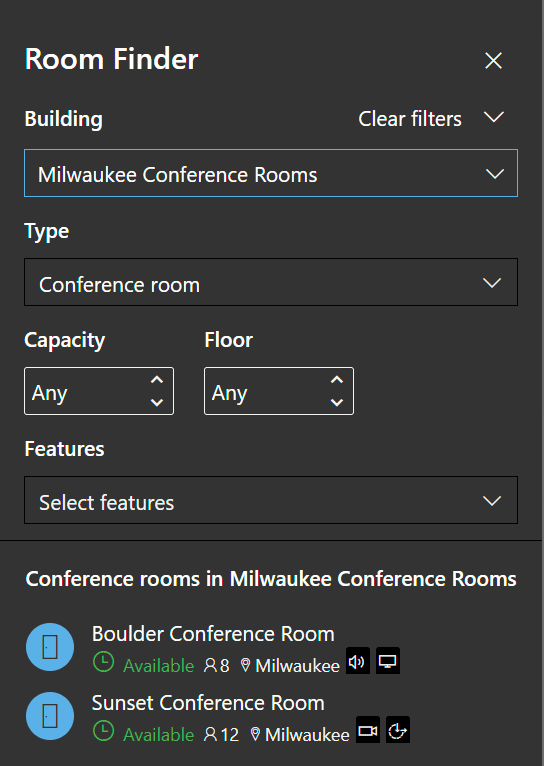 Room Finder
Building Clear filters
Milwaukee Conference Rooms
Type
Conference room
Capacity Floor
Any Any
Features
Select features
Conference rooms in Milwaukee Conference Rooms
Boulder Conference Room
Available 8 Milwaukee
Sunset Conference Room
Available 12 Milwaukee